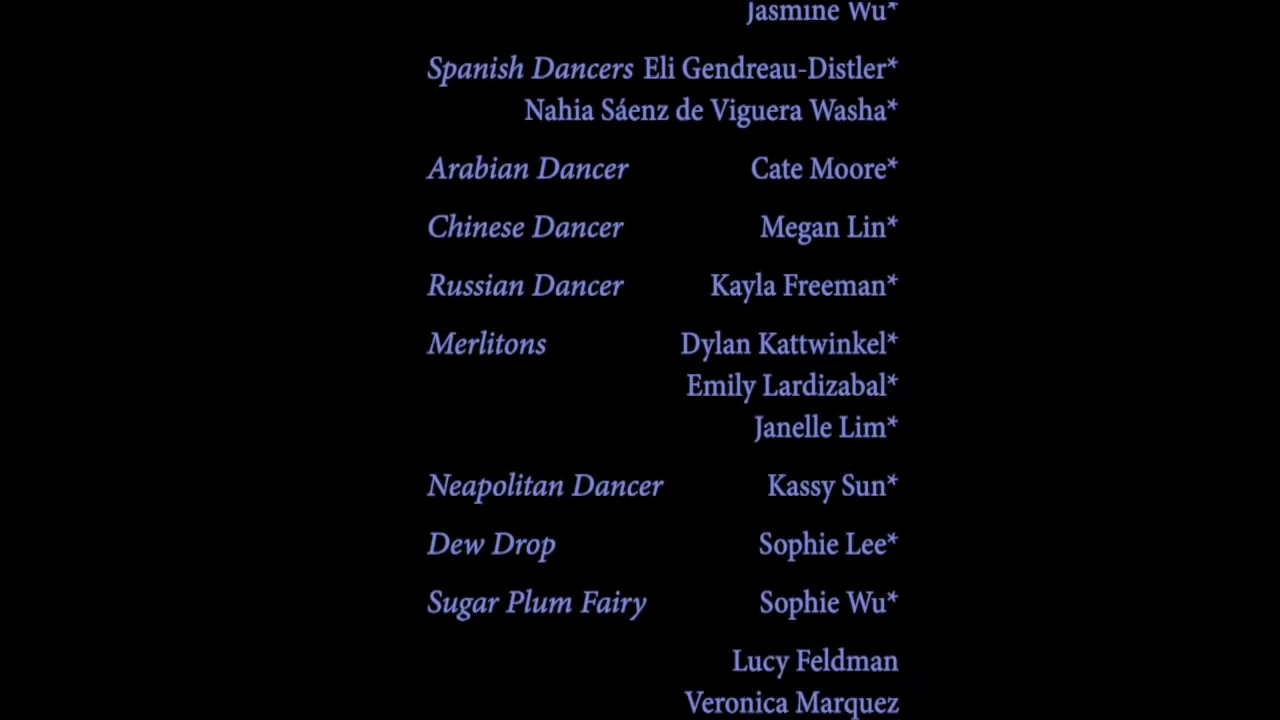 Jasmine Wu*
Spanish Dancers Eli Gendreau-Distler*
Nahia Sáenz de Viguera Washa*
Arabian Dancer Cate Moore*
Chinese Dancer Megan Lin*
Russian Dancer Kayla Freeman*
Merlitons Dylan Kattwinkel*
Emily Lardizabal*
Janelle Lim*
Neapolitan Dancer Kassy Sun*
Dew Drop Sophie Lee*
Sugar Plum Fairy Sophie Wu*
Lucy Feldman
Veronica Marquez